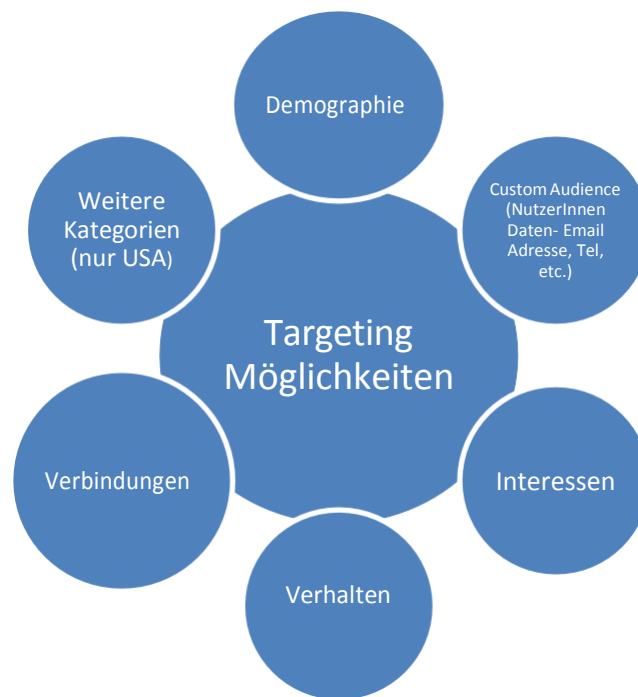 Demographie
Custom Audience
(NutzerInnen
Daten- Email
Adresse, Tel,
etc.)
Interessen
Verhalten
Verbindungen
Weitere
Kategorien
(nur USA)
Targeting
Möglichkeiten